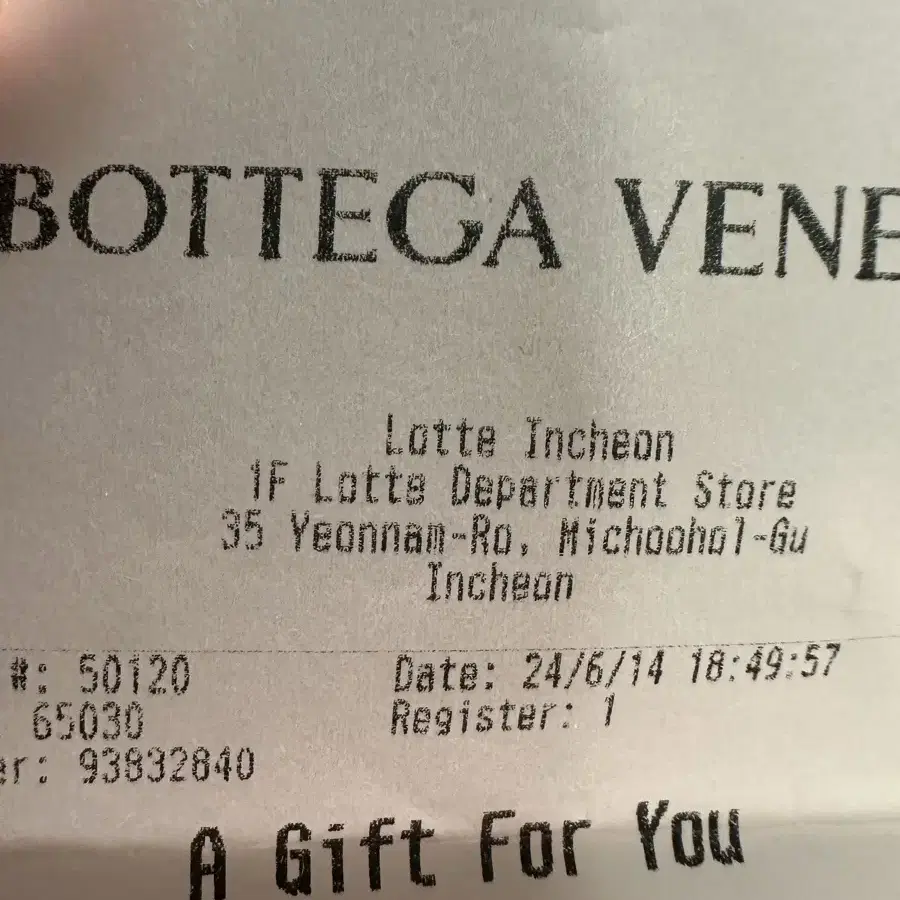 BOTTEGA VENE
Lotte Incheon
1F Lotte Department Store
35 Yeonnam-Ro, Michoohol-Gu
Incheon
#: 50120 Date: 24/6/14 18:49:57
65030 Register: 1
er: 93832840
A Gift For You